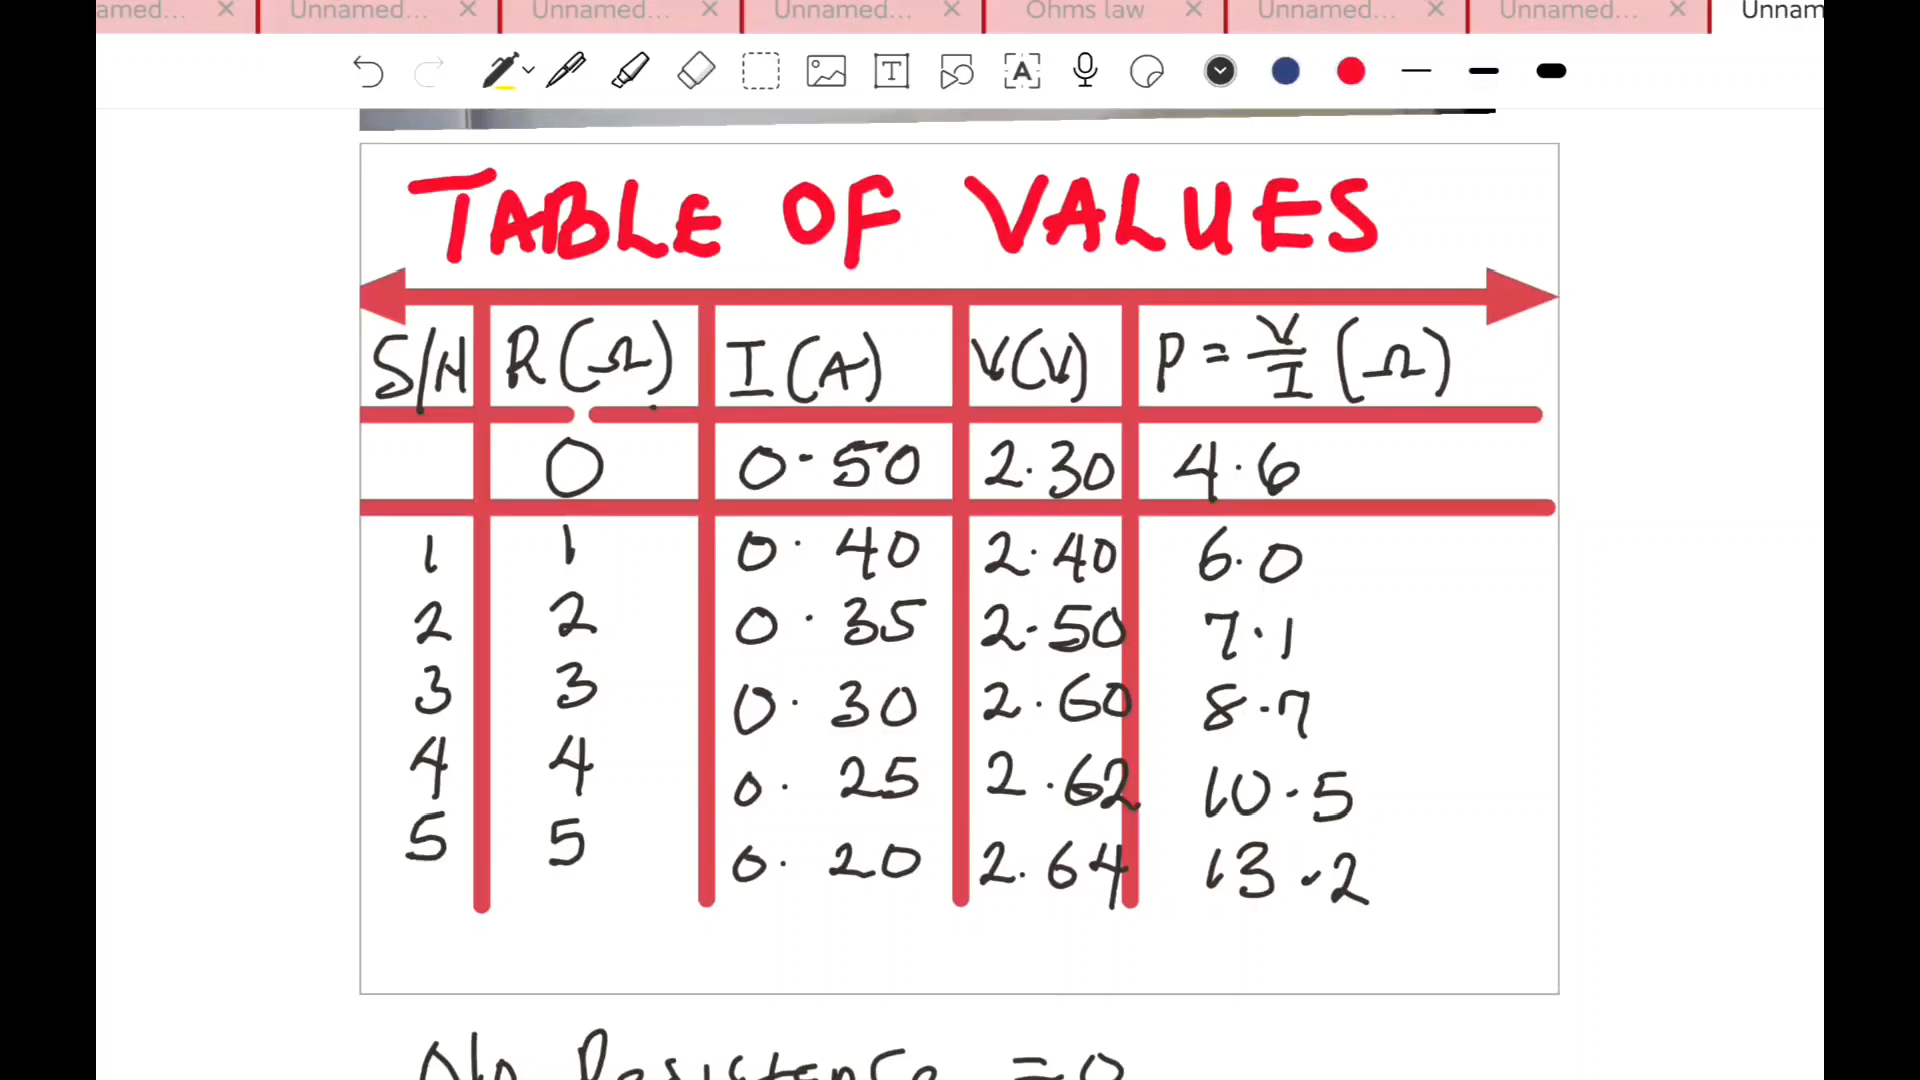 amed... Unnamed... Unnamed... Unnamed... Ohms law Unnamed... Unnamed... Unnam
TABLE OF VALUES
S/N R(Ω) I(A) V(V) P = V/I (Ω)
0 0.50 2.30 4.6
1 1 0.40 2.40 6.0
2 2 0.35 2.50 7.1
3 3 0.30 2.60 8.7
4 4 0.25 2.62 10.5
5 5 0.20 2.64 13.2
No Resistance = 0